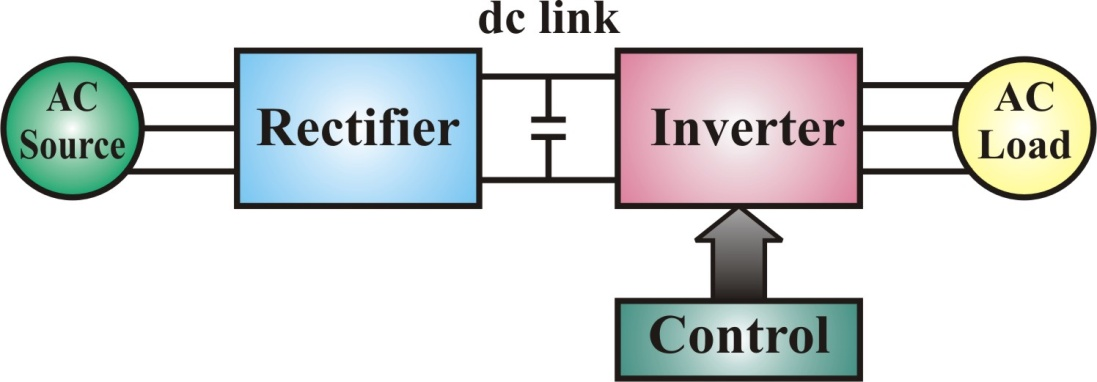 dc link
AC
Source
Rectifier
Inverter
AC
Load
Control